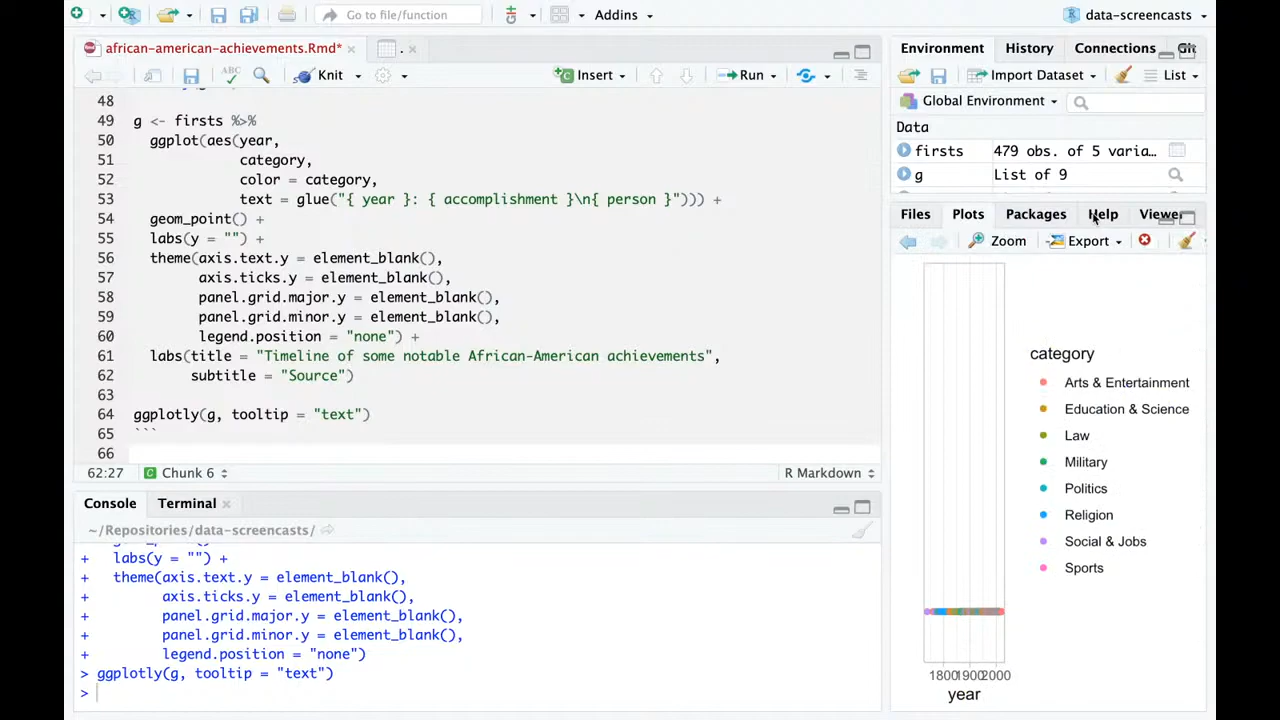 Go to file/function
Addins
data-screencasts
african-american-achievements.Rmd*
.
Environment
History
Connections
Git
ABC
Knit
Insert
Run
Import Dataset
List
Global Environment
Data
firsts 479 obs. of 5 varia…
g List of 9
48
49 g <- firsts %>%
50 ggplot(aes(year,
51 category,
52 color = category,
53 text = glue("{ year }: { accomplishment }\n{ person }"))) +
54 geom_point() +
55 labs(y = "") +
56 theme(axis.text.y = element_blank(),
57 axis.ticks.y = element_blank(),
58 panel.grid.major.y = element_blank(),
59 panel.grid.minor.y = element_blank(),
60 legend.position = "none") +
61 labs(title = "Timeline of some notable African-American achievements",
62 subtitle = "Source")
63
64 ggplotly(g, tooltip = "text")
65 ```
66
62:27 Chunk 6 R Markdown
Files
Plots
Packages
Help
Viewer
Zoom
Export
category
Arts & Entertainment
Education & Science
Law
Military
Politics
Religion
Social & Jobs
Sports
1800 1900 2000
year
Console
Terminal
~/Repositories/data-screencasts/
+ labs(y = "") +
+ theme(axis.text.y = element_blank(),
+ axis.ticks.y = element_blank(),
+ panel.grid.major.y = element_blank(),
+ panel.grid.minor.y = element_blank(),
+ legend.position = "none")
> ggplotly(g, tooltip = "text")
>